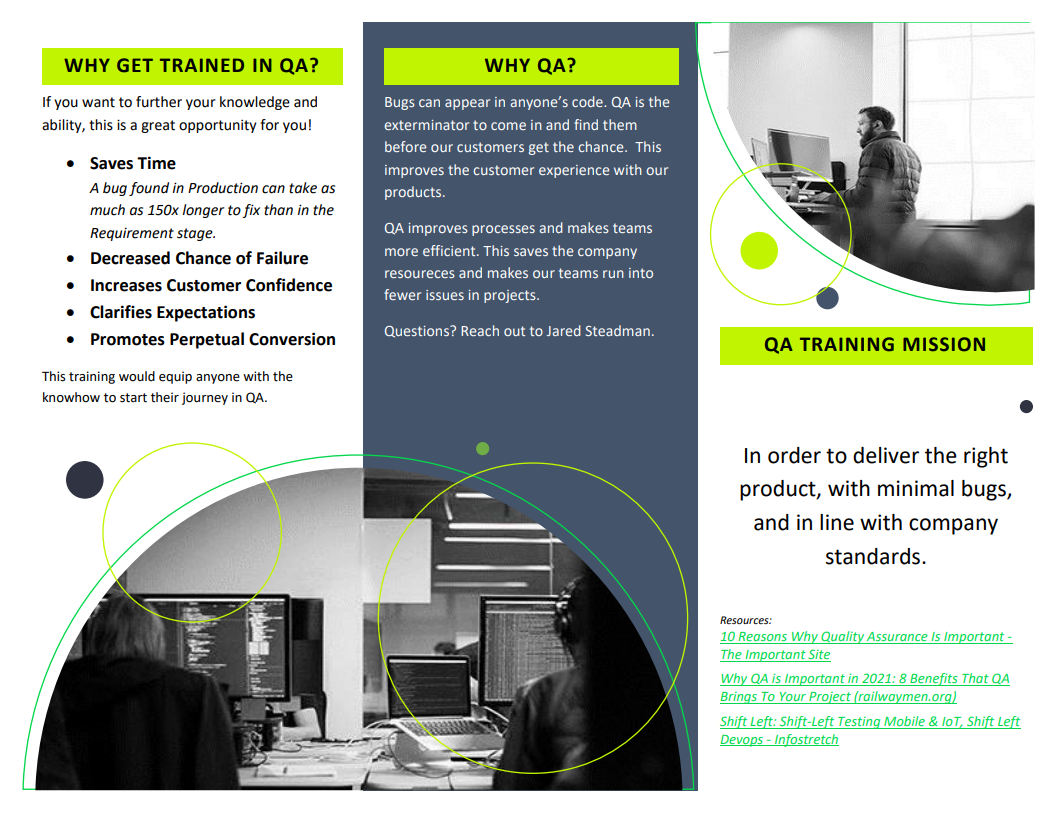 WHY GET TRAINED IN QA?
If you want to further your knowledge and
ability, this is a great opportunity for you!
• Saves Time
A bug found in Production can take as
much as 150x longer to fix than in the
Requirement stage.
• Decreased Chance of Failure
• Increases Customer Confidence
• Clarifies Expectations
• Promotes Perpetual Conversion
This training would equip anyone with the
knowhow to start their journey in QA.
WHY QA?
Bugs can appear in anyone’s code. QA is the
exterminator to come in and find them
before our customers get the chance.  This
improves the customer experience with our
products.
QA improves processes and makes teams
more efficient. This saves the company
resoureces and makes our teams run into
fewer issues in projects.
Questions? Reach out to Jared Steadman.
QA TRAINING MISSION
In order to deliver the right
product, with minimal bugs,
and in line with company
standards.
Resources:
10 Reasons Why Quality Assurance Is Important -
The Important Site
Why QA is Important in 2021: 8 Benefits That QA
Brings To Your Project (railwaymen.org)
Shift Left: Shift-Left Testing Mobile & IoT, Shift Left
Devops - Infostretch